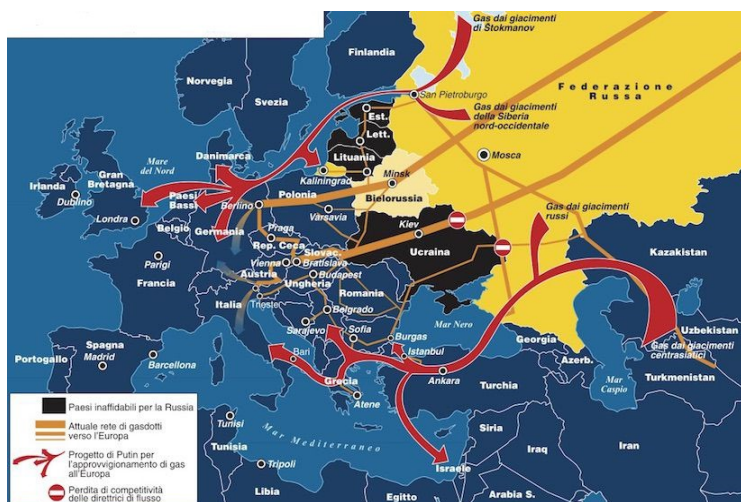 Gas dai giacimenti
di Štokmanov
Finlandia
Norvegia
Svezia
San Pietroburgo
Federazione
Russa
Gas dai giacimenti
della Siberia
nord-occidentale
Est.
Lett.
Lituania
Mosca
Danimarca
Mare
del Nord
Gran
Bretagna
Irlanda
Dublino
Londra
Paesi
Bassi
Kaliningrad
Minsk
Bielorussia
Polonia
Berlino
Varsavia
Belgio
Germania
Praga
Rep. Ceca
Kiev
Ucraina
Gas dai giacimenti
russi
Kazakistan
Parigi
Francia
Slovac.
Vienna
Bratislava
Austria
Budapest
Ungheria
Romania
Italia
Trieste
Belgrado
Sarajevo
Sofia
Burgas
Mar Nero
Istanbul
Georgia
Azerb.
Uzbekistan
Gas dai giacimenti
centrasiatici
Turkmenistan
Mar
Caspio
Spagna
Madrid
Portogallo
Barcellona
Bari
Grecia
Atene
Ankara
Turchia
Siria
Iraq
Iran
Israele
Arabia S.
Egitto
Mar Mediterraneo
Tunisi
Tunisia
Tripoli
Libia
Paesi inaffidabili per la Russia
Attuale rete di gasdotti
verso l'Europa
Progetto di Putin per
l'approvvigionamento di gas
all'Europa
Perdita di competitività
delle direttrici di flusso